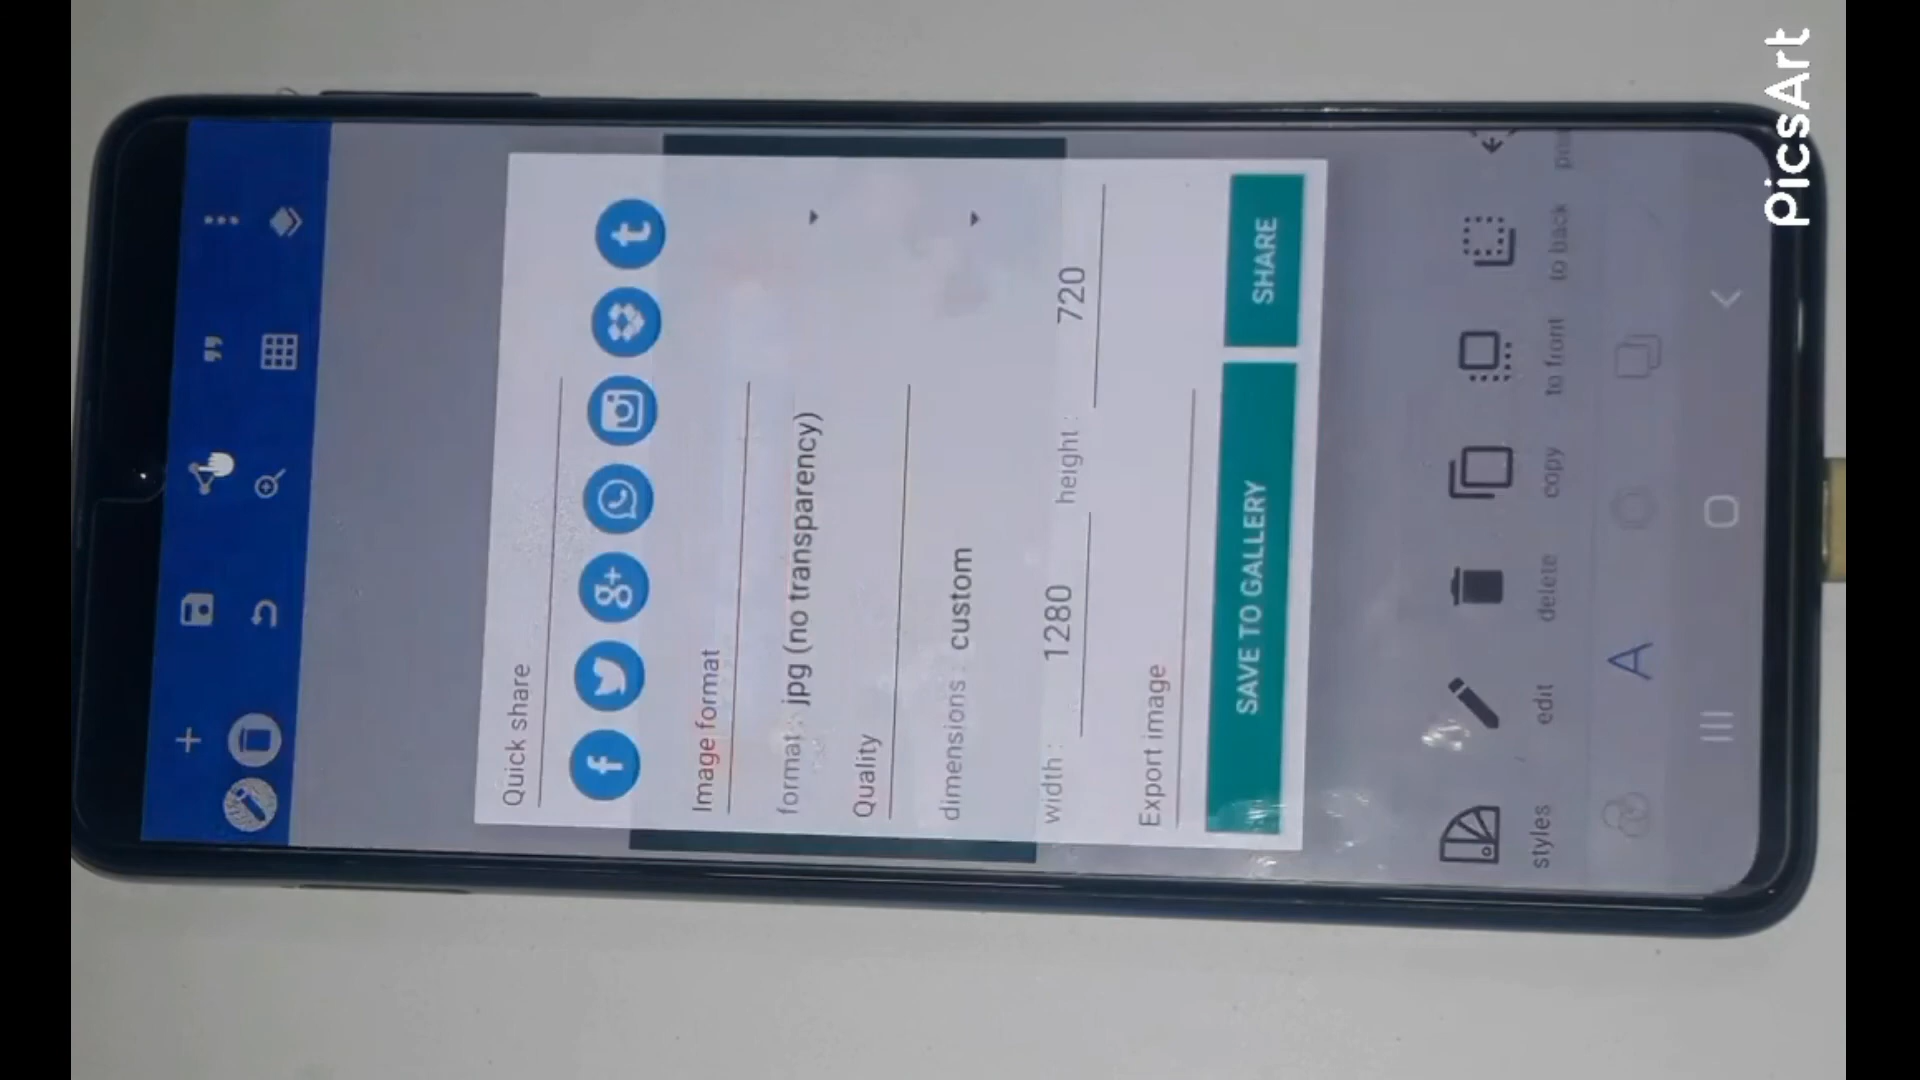 Quick share
Image format
format : jpg (no transparency)
Quality
dimensions : custom
width : 1280 height : 720
Export image
SAVE TO GALLERY SHARE
styles edit delete copy to front to back
A
PicsArt